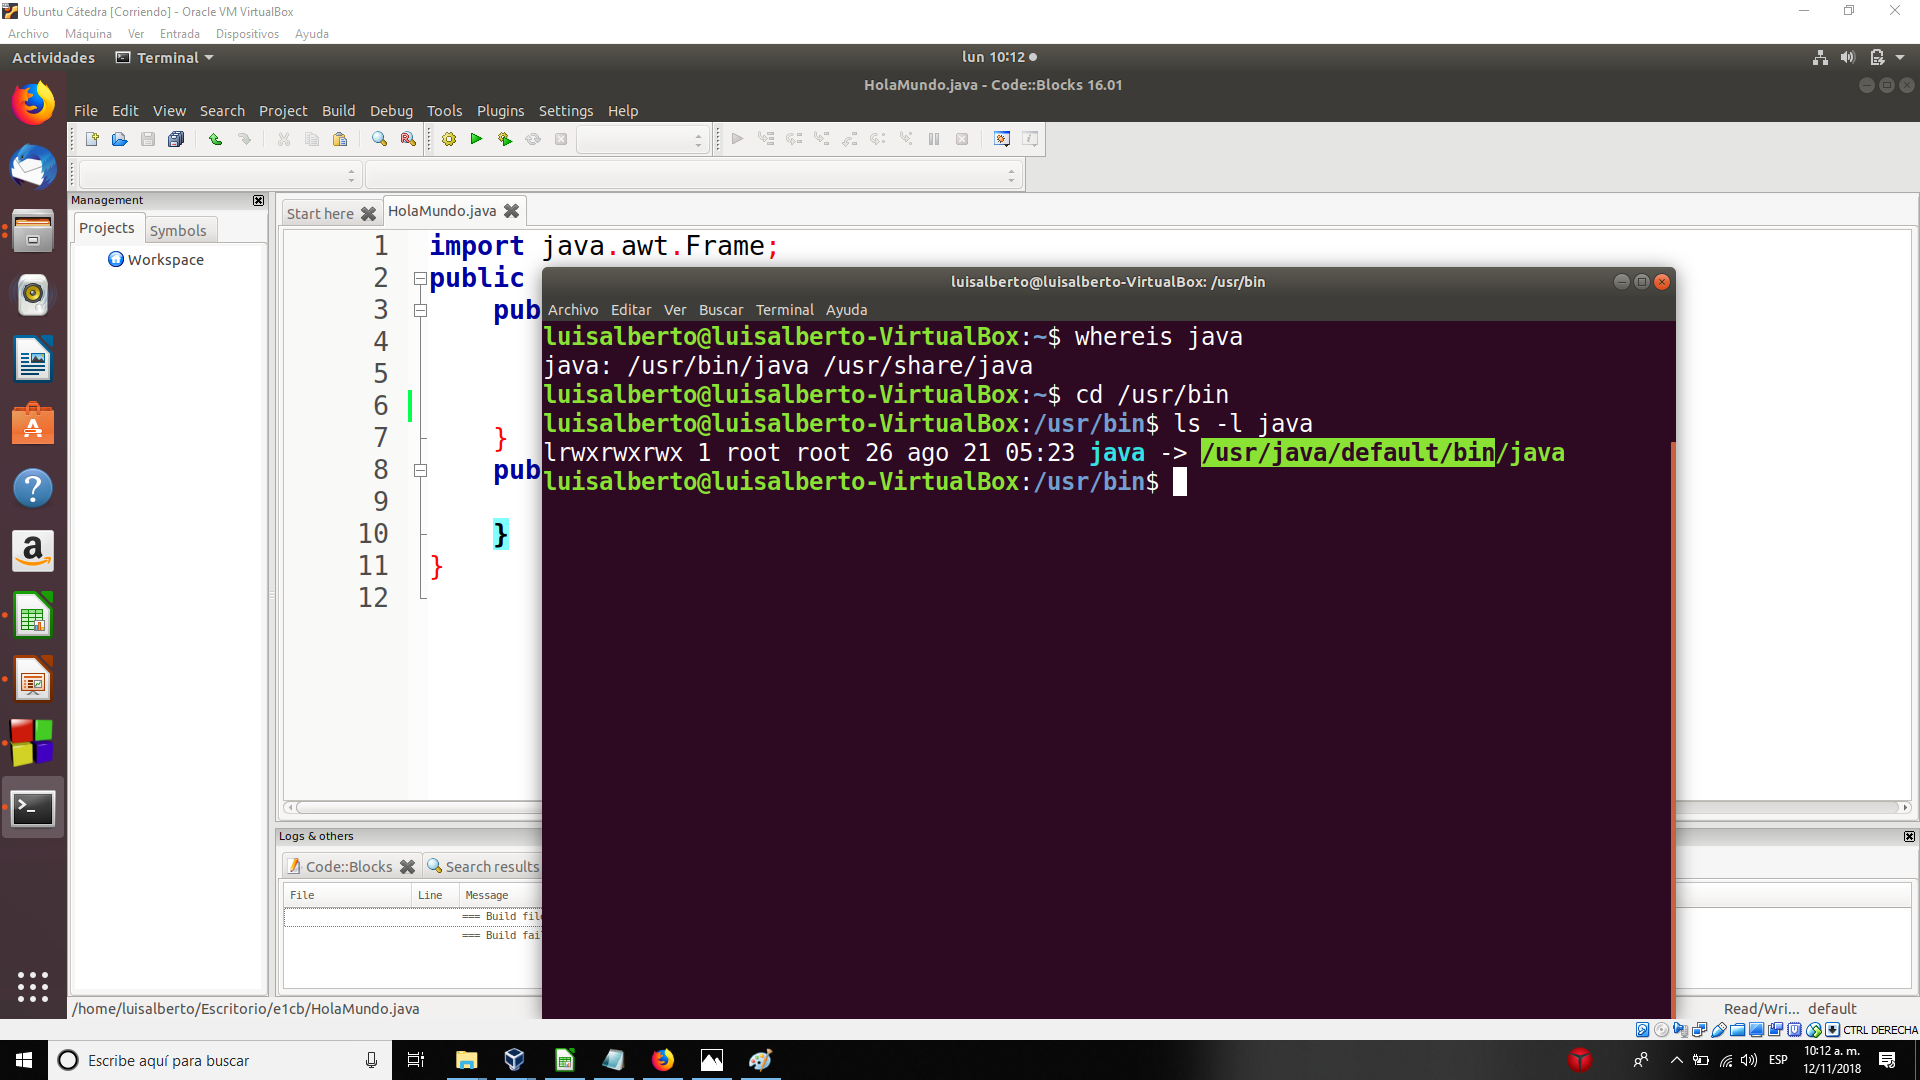 Ubuntu Cátedra [Corriendo] - Oracle VM VirtualBox
Archivo Máquina Ver Entrada Dispositivos Ayuda
Actividades Terminal lun 10:12
HolaMundo.java - Code::Blocks 16.01
File Edit View Search Project Build Debug Tools Plugins Settings Help
Management
Projects Symbols
Workspace
Start here HolaMundo.java
1 import java.awt.Frame;
2 public
3 pub
4
5
6
7 }
8 pub
9
10 }
11 }
12
luisalberto@luisalberto-VirtualBox: /usr/bin
Archivo Editar Ver Buscar Terminal Ayuda
luisalberto@luisalberto-VirtualBox:~$ whereis java
java: /usr/bin/java /usr/share/java
luisalberto@luisalberto-VirtualBox:~$ cd /usr/bin
luisalberto@luisalberto-VirtualBox:/usr/bin$ ls -l java
lrwxrwxrwx 1 root root 26 ago 21 05:23 java -> /usr/java/default/bin/java
luisalberto@luisalberto-VirtualBox:/usr/bin$
Logs & others
Code::Blocks Search results
File Line Message
=== Build fil
=== Build fai
/home/luisalberto/Escritorio/e1cb/HolaMundo.java Read/Wri... default
CTRL DERECHA
Escribe aquí para buscar
ESP
10:12 a. m.
12/11/2018